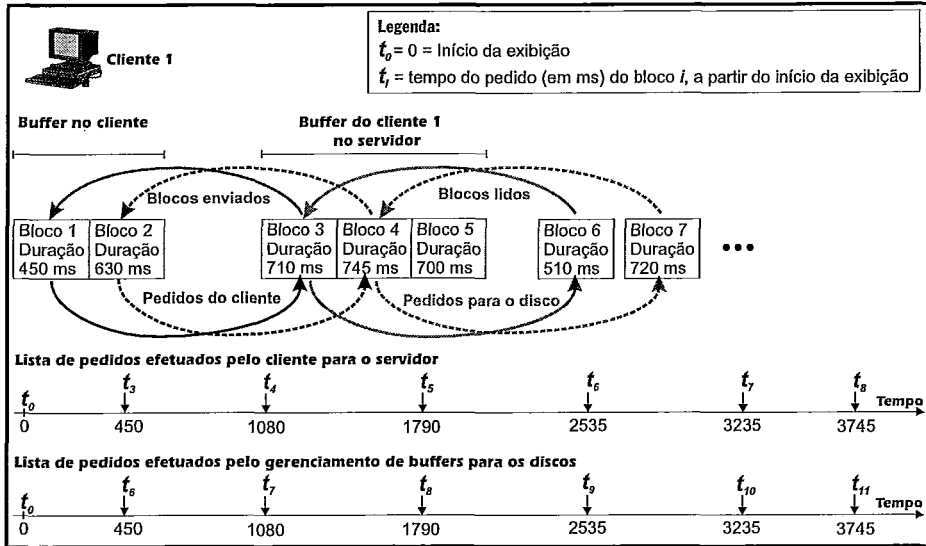 Cliente 1
Legenda:
t₀ = 0 = Início da exibição
tᵢ = tempo do pedido (em ms) do bloco i, a partir do início da exibição
Buffer no cliente
Buffer do cliente 1
no servidor
Blocos enviados
Blocos lidos
Bloco 1
Duração
450 ms
Bloco 2
Duração
630 ms
Bloco 3
Duração
710 ms
Bloco 4
Duração
745 ms
Bloco 5
Duração
700 ms
Bloco 6
Duração
510 ms
Bloco 7
Duração
720 ms
Pedidos do cliente
Pedidos para o disco
Lista de pedidos efetuados pelo cliente para o servidor
t₀ t₃ t₄ t₅ t₆ t₇ t₈ Tempo
0 450 1080 1790 2535 3235 3745
Lista de pedidos efetuados pelo gerenciamento de buffers para os discos
t₀ t₆ t₇ t₈ t₉ t₁₀ t₁₁ Tempo
0 450 1080 1790 2535 3235 3745